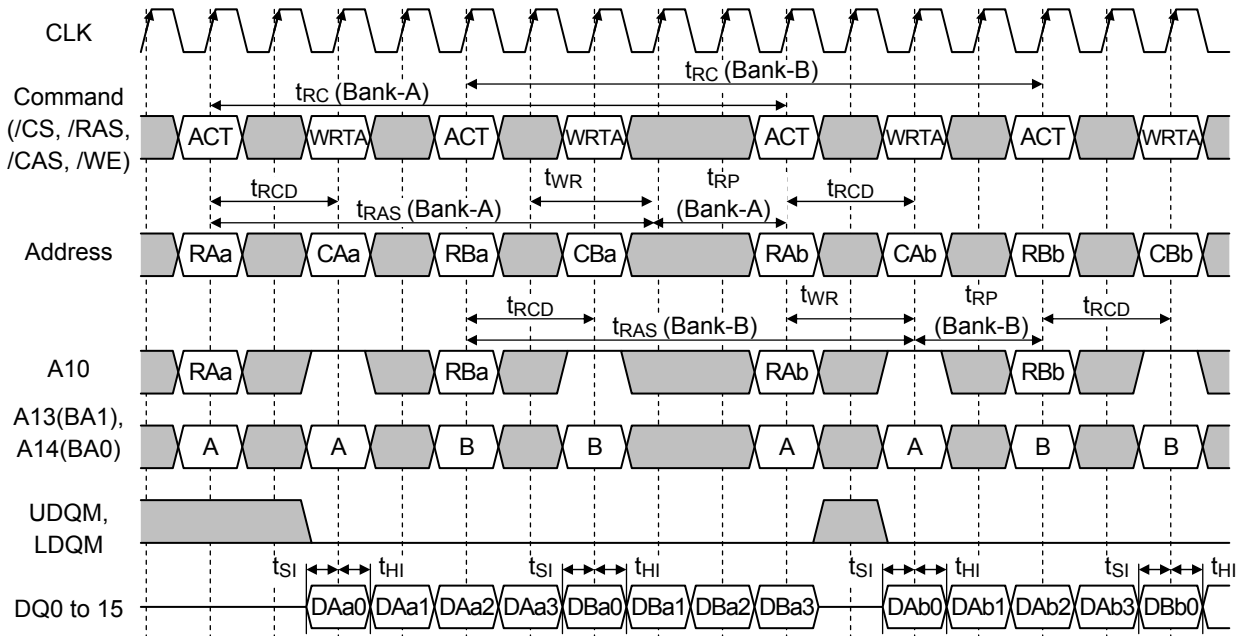 CLK
tRC (Bank-B)
tRC (Bank-A)
Command
(/CS, /RAS,
/CAS, /WE)
ACT WRTA ACT WRTA ACT WRTA ACT WRTA
tRCD tWR tRP tRCD
tRAS (Bank-A) (Bank-A)
Address RAa CAa RBa CBa RAb CAb RBb CBb
tRCD tWR tRP tRCD
tRAS (Bank-B) (Bank-B)
A10 RAa RBa RAb RBb
A13(BA1),
A14(BA0)
A A B B A A B B
UDQM,
LDQM
tSI tHI tSI tHI tSI tHI tSI tHI
DQ0 to 15 DAa0 DAa1 DAa2 DAa3 DBa0 DBa1 DBa2 DBa3 DAb0 DAb1 DAb2 DAb3 DBb0